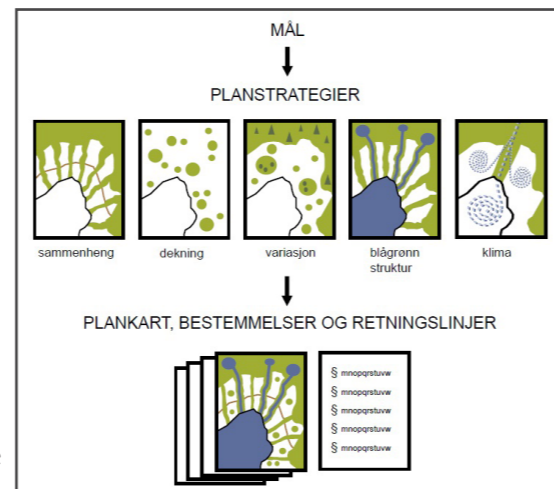 MÅL
PLANSTRATEGIER
sammenheng
dekning
variasjon
blågrønn
struktur
klima
PLANKART, BESTEMMELSER OG RETNINGSLINJER
§ mnopqrstuvw
§ mnopqrstuvw
§ mnopqrstuvw
§ mnopqrstuvw
§ mnopqrstuvw